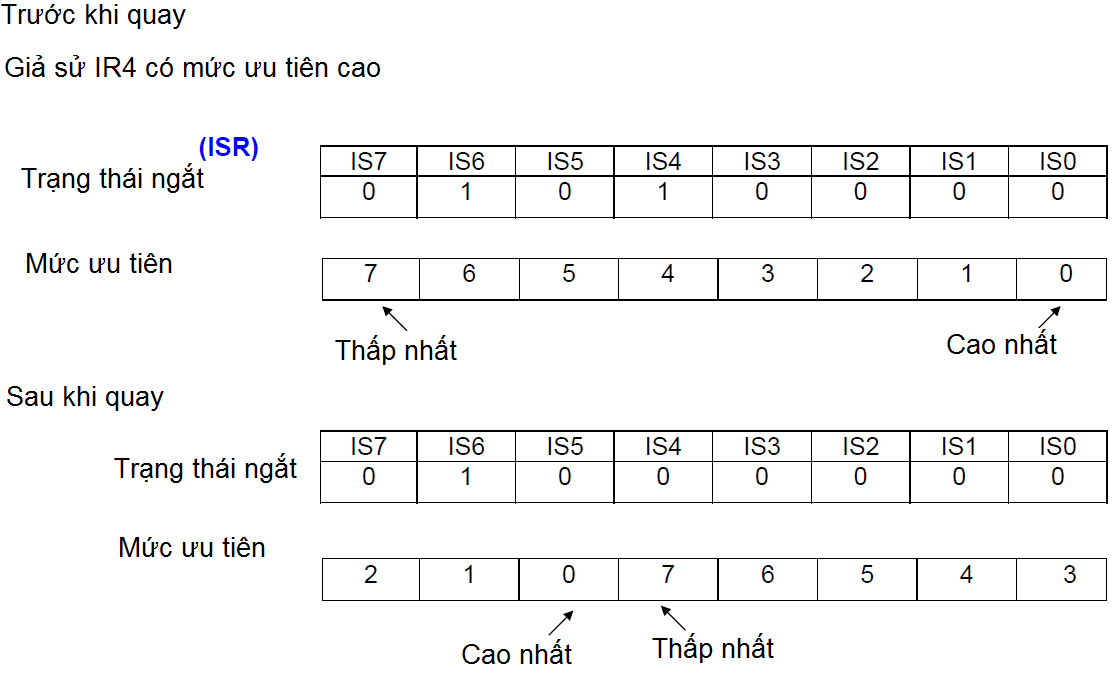 Trước khi quay
Giả sử IR4 có mức ưu tiên cao
(ISR)
Trạng thái ngắt
IS7 IS6 IS5 IS4 IS3 IS2 IS1 IS0
0 1 0 1 0 0 0 0
Mức ưu tiên
7 6 5 4 3 2 1 0
Thấp nhất Cao nhất
Sau khi quay
IS7 IS6 IS5 IS4 IS3 IS2 IS1 IS0
Trạng thái ngắt 0 1 0 0 0 0 0 0
Mức ưu tiên
2 1 0 7 6 5 4 3
Cao nhất Thấp nhất